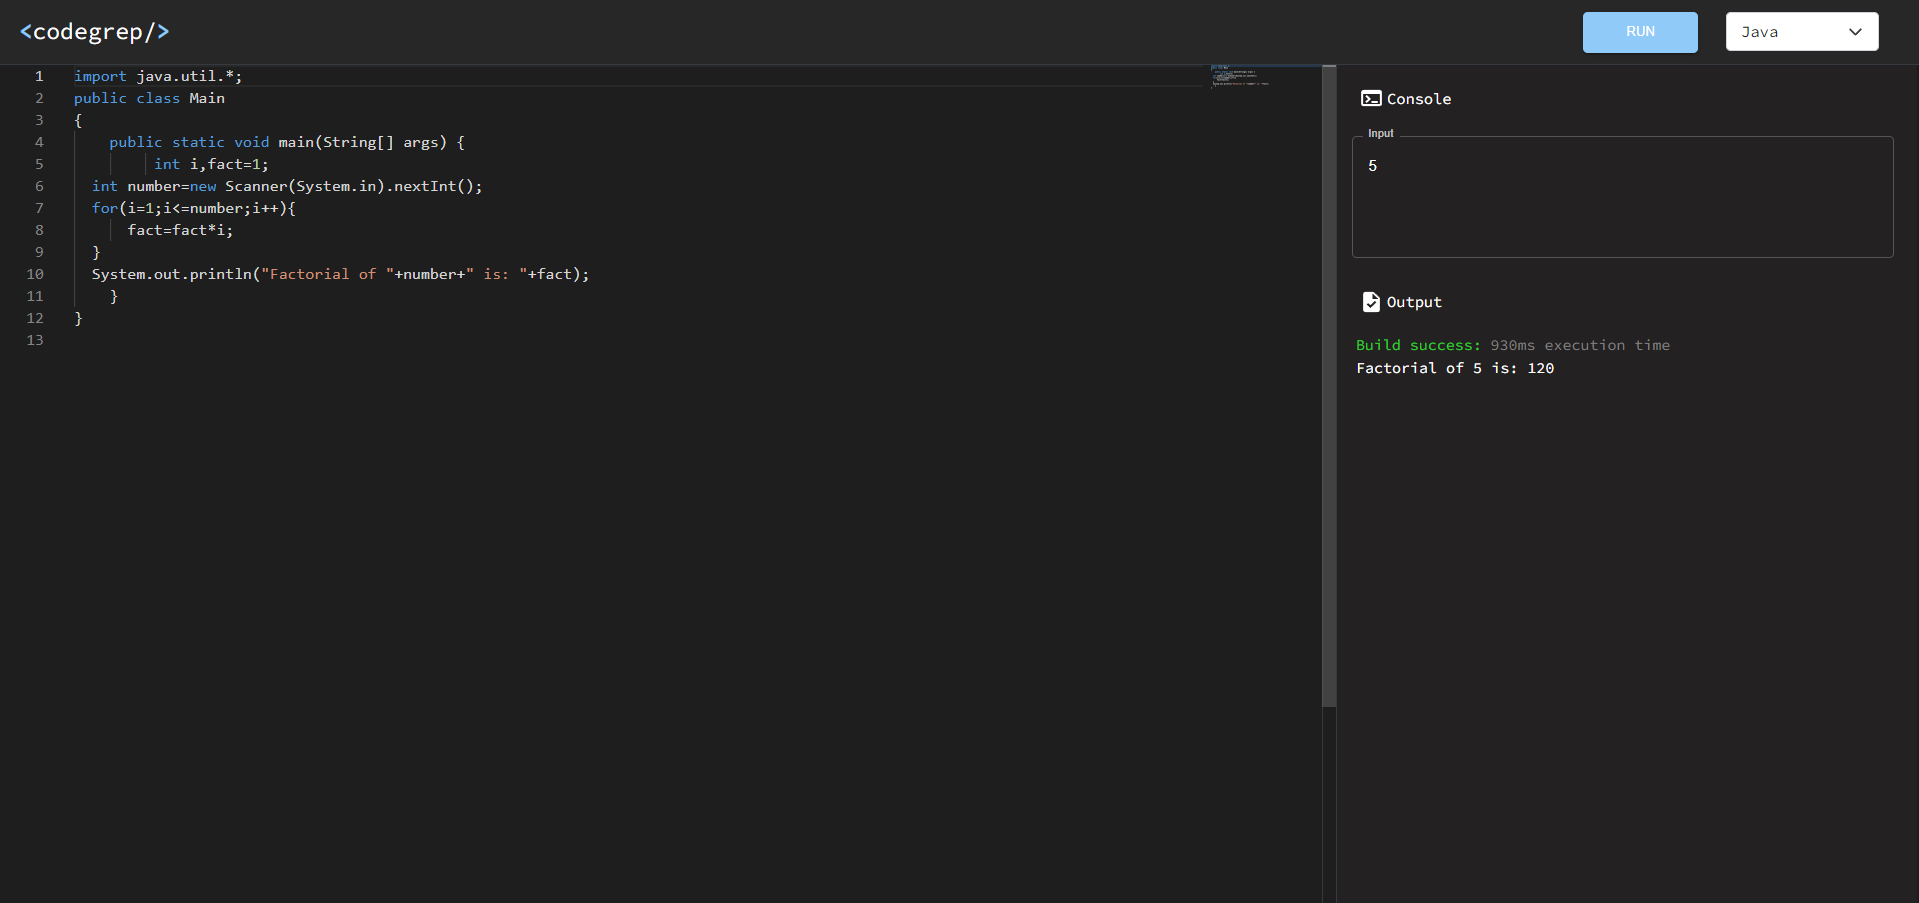 <codegrep/>
RUN
Java
1 import java.util.*;
2 public class Main
3 {
4     public static void main(String[] args) {
5          int i,fact=1;
6   int number=new Scanner(System.in).nextInt();
7   for(i=1;i<=number;i++){
8       fact=fact*i;
9   }
10   System.out.println("Factorial of "+number+" is: "+fact);
11     }
12 }
13
Console
Input
5
Output
Build success: 930ms execution time
Factorial of 5 is: 120